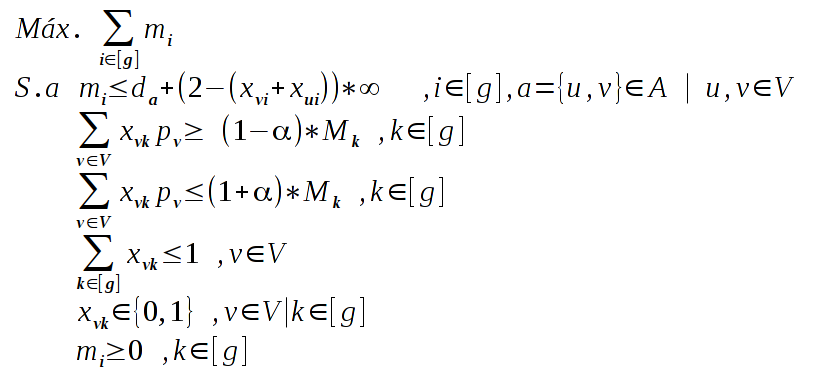 Máx. ∑_{i∈[g]} m_i
S.a m_i≤d_a+(2−(x_{vi}+x_{ui}))∗∞ ,i∈[g],a={u,v}∈A | u,v∈V
∑_{v∈V} x_{vk} p_v≥ (1−α)∗M_k ,k∈[g]
∑_{v∈V} x_{vk} p_v≤(1+α)∗M_k ,k∈[g]
∑_{k∈[g]} x_{vk}≤1 ,v∈V
x_{vk}∈{0,1} ,v∈V|k∈[g]
m_i≥0 ,k∈[g]